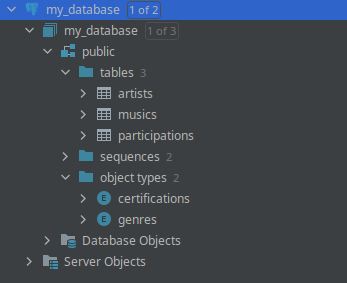 my_database 1 of 2
my_database 1 of 3
public
tables 3
artists
musics
participations
sequences 2
object types 2
E certifications
E genres
Database Objects
Server Objects